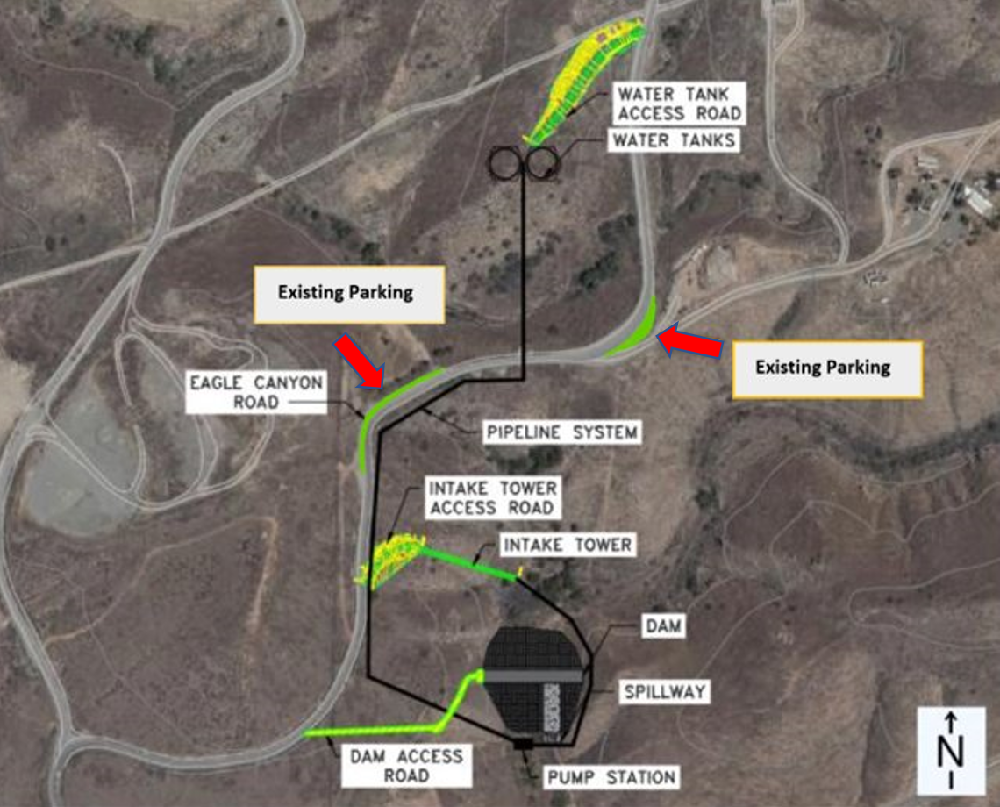 WATER TANK
ACCESS ROAD
WATER TANKS
Existing Parking
Existing Parking
EAGLE CANYON
ROAD
PIPELINE SYSTEM
INTAKE TOWER
ACCESS ROAD
INTAKE TOWER
DAM
SPILLWAY
DAM ACCESS
ROAD
PUMP STATION
N